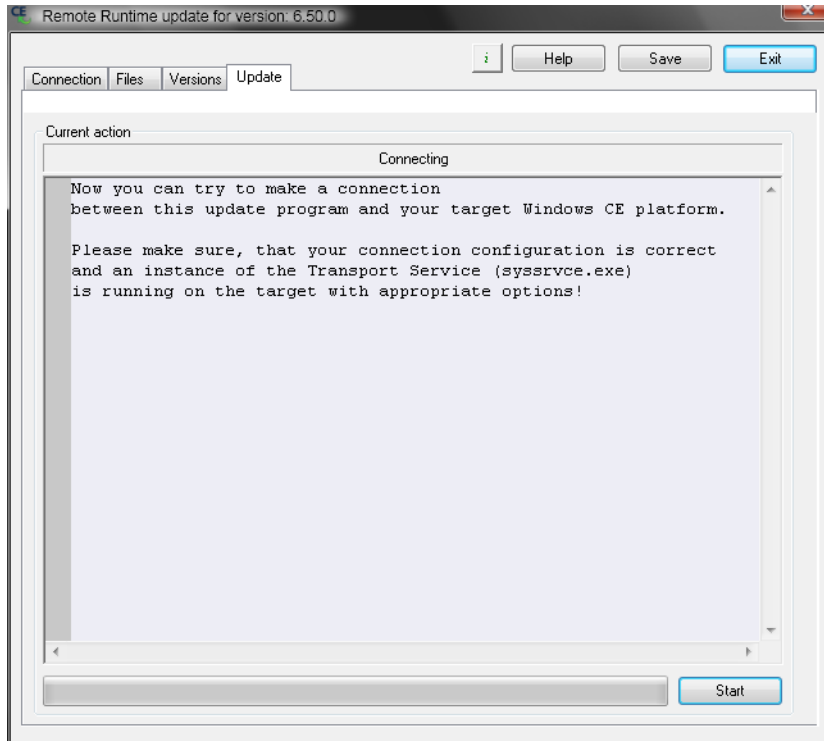 CE Remote Runtime update for version: 6.50.0
i Help Save Exit
Connection Files Versions Update
Current action
Connecting
Now you can try to make a connection
between this update program and your target Windows CE platform.
Please make sure, that your connection configuration is correct
and an instance of the Transport Service (syssrvce.exe)
is running on the target with appropriate options!
Start